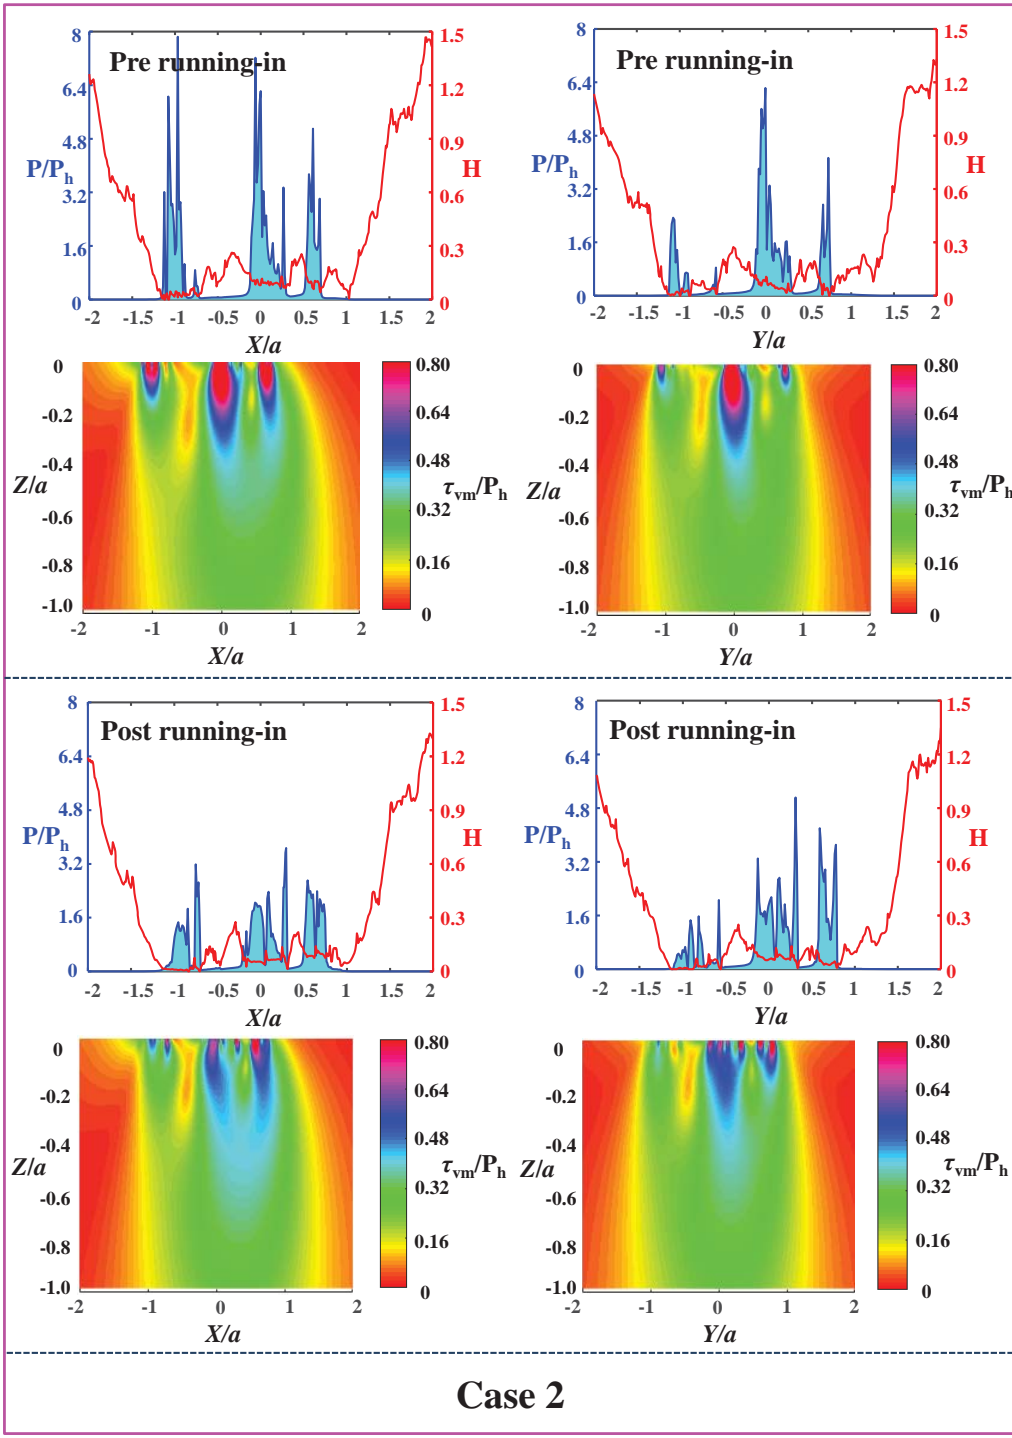 Pre running-in
8
6.4
4.8
3.2
1.6
0
P/Ph
1.5
1.2
0.9
0.6
0.3
0
H
-2 -1.5 -1 -0.5 0 0.5 1 1.5 2
X/a
Pre running-in
8
6.4
4.8
3.2
1.6
0
P/Ph
1.5
1.2
0.9
0.6
0.3
0
H
-2 -1.5 -1 -0.5 0 0.5 1 1.5 2
Y/a
0
-0.2
-0.4
-0.6
-0.8
-1.0
Z/a
-2 -1 0 1 2
X/a
0.80
0.64
0.48
0.32
0.16
0
τvm/Ph
0
-0.2
-0.4
-0.6
-0.8
-1.0
Z/a
-2 -1 0 1 2
Y/a
0.80
0.64
0.48
0.32
0.16
0
τvm/Ph
Post running-in
8
6.4
4.8
3.2
1.6
0
P/Ph
1.5
1.2
0.9
0.6
0.3
0
H
-2 -1.5 -1 -0.5 0 0.5 1 1.5 2
X/a
Post running-in
8
6.4
4.8
3.2
1.6
0
P/Ph
1.5
1.2
0.9
0.6
0.3
0
H
-2 -1.5 -1 -0.5 0 0.5 1 1.5 2
Y/a
0
-0.2
-0.4
-0.6
-0.8
-1.0
Z/a
-2 -1 0 1 2
X/a
0.80
0.64
0.48
0.32
0.16
0
τvm/Ph
0
-0.2
-0.4
-0.6
-0.8
-1.0
Z/a
-2 -1 0 1 2
Y/a
0.80
0.64
0.48
0.32
0.16
0
τvm/Ph
Case 2